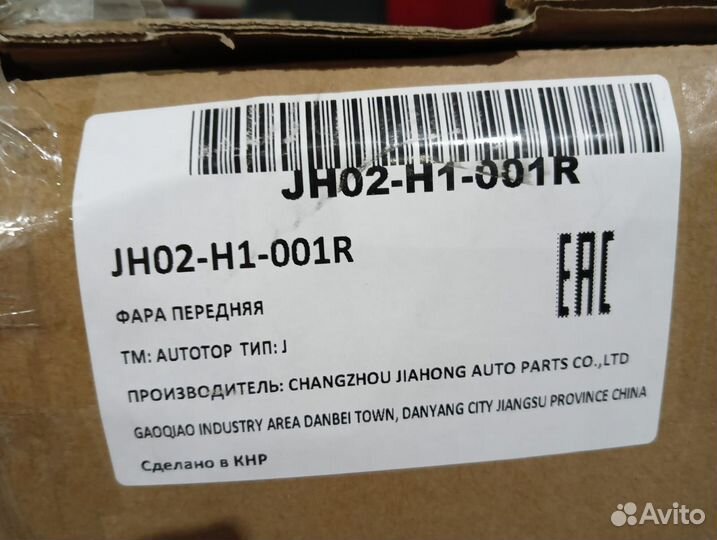 JH02-H1-001R
JH02-H1-001R
EAC
ФАРА ПЕРЕДНЯЯ
ТМ: AUTOTOP ТИП: J
ПРОИЗВОДИТЕЛЬ: CHANGZHOU JIAHONG AUTO PARTS CO.,LTD
GAOQIAO INDUSTRY AREA DANBEI TOWN, DANYANG CITY JIANGSU PROVINCE CHINA
Сделано в КНР
Avito